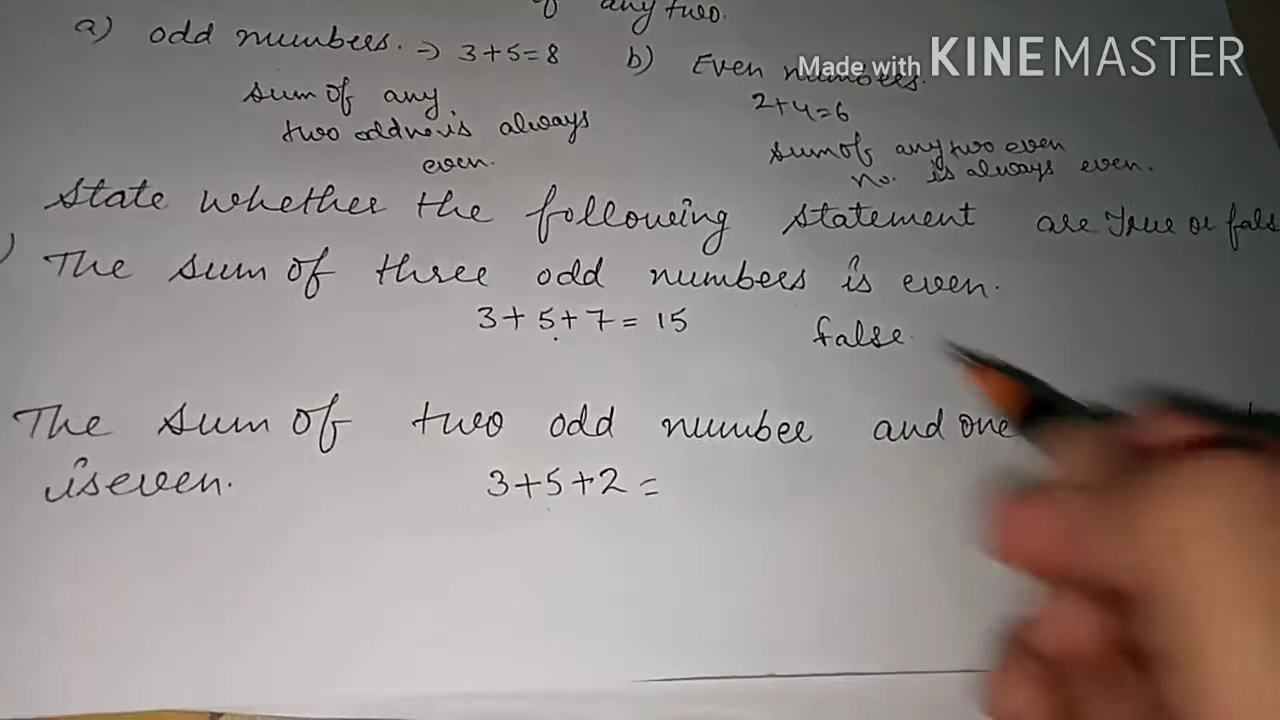 of any two.
a) odd numbers. → 3+5=8
sum of any
two odd no is always
even.
b) Even numbers.
2+4=6
sum of any two even
no. is always even.
Made with KINEMASTER
State whether the following statement are True or fals
) The sum of three odd numbers is even.
3+5+7=15 false.
The sum of two odd number and one
is even. 3+5+2=